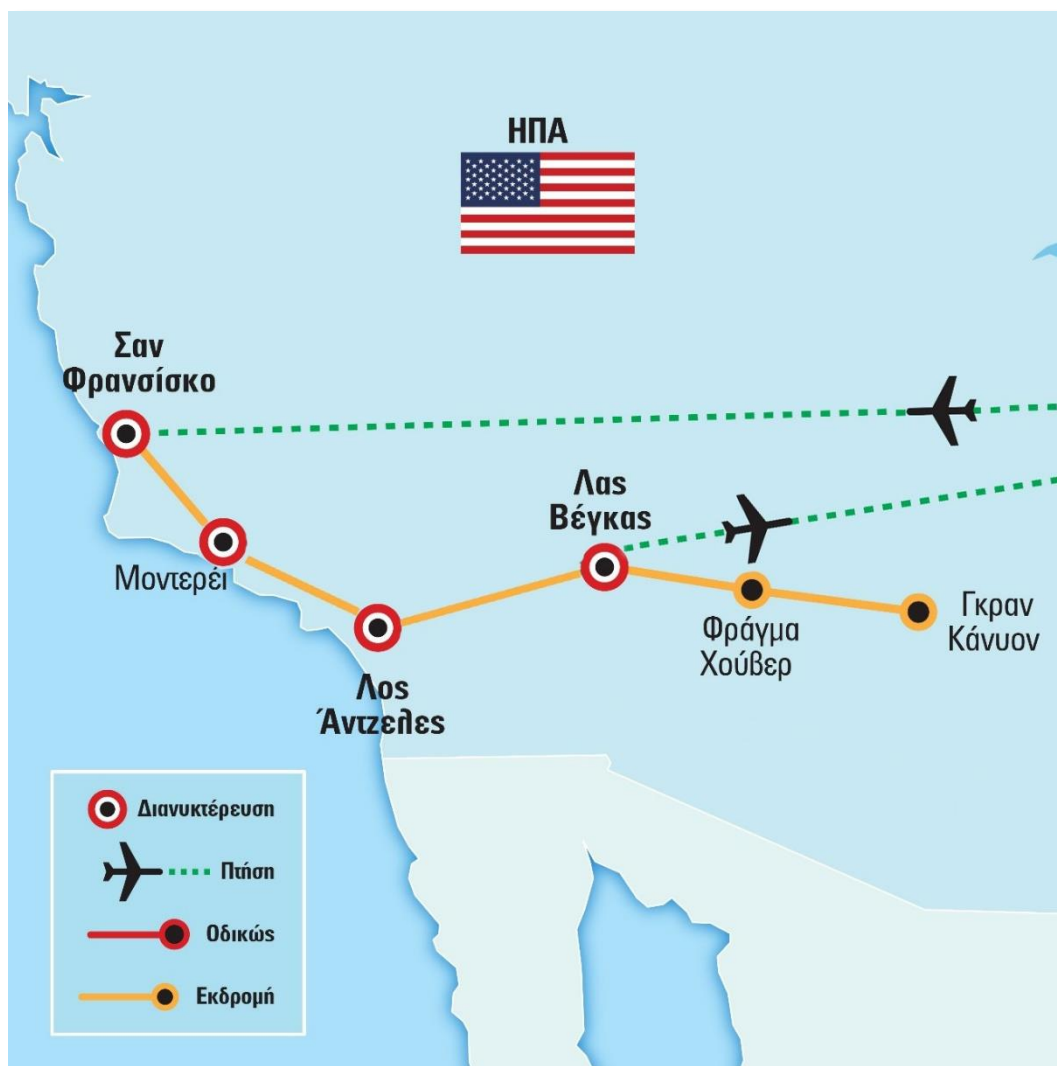 ΗΠΑ
Σαν
Φρανσίσκο
Λας
Βέγκας
Μοντερέι
Φράγμα
Χούβερ
Γκραν
Κάνυον
Λος
Άντζελες
Διανυκτέρευση
Πτήση
Οδικώς
Εκδρομή